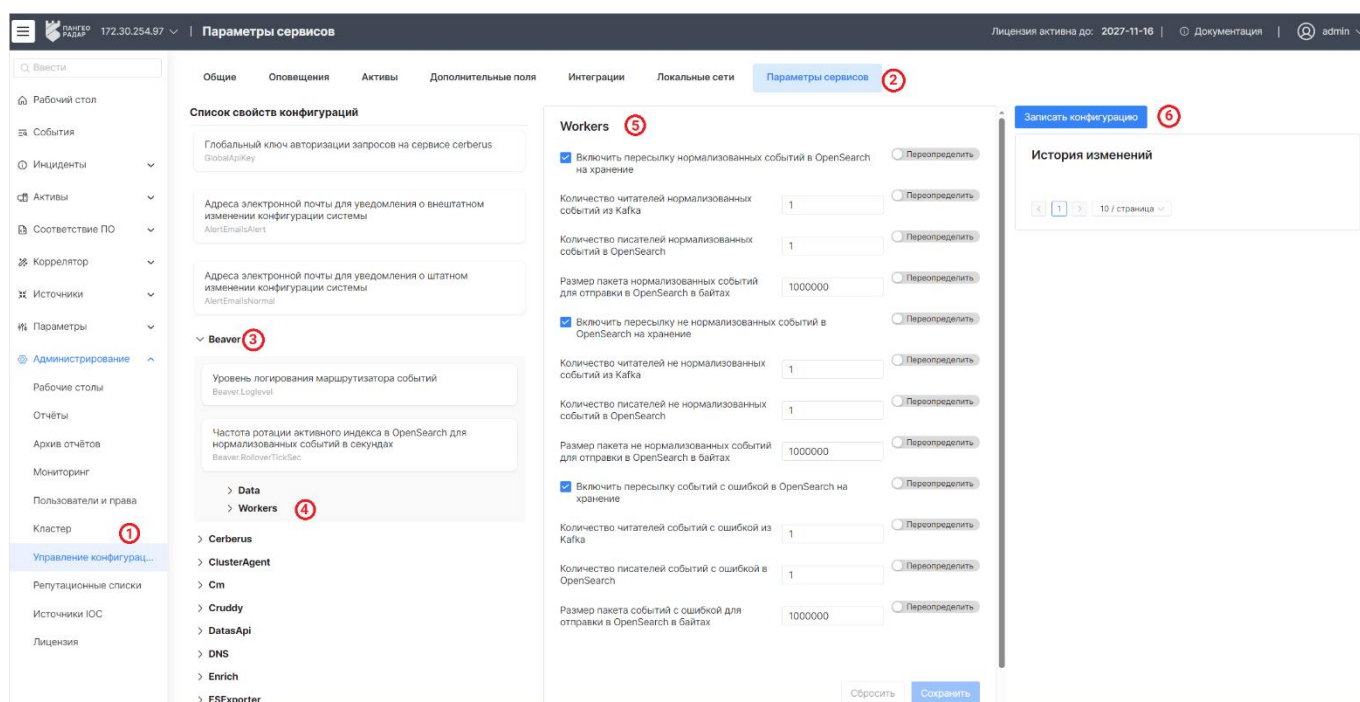 ПАНГЕО РАДАР
172.30.254.97
Параметры сервисов
Лицензия активна до: 2027-11-16
Документация
admin
Ввести
Рабочий стол
События
Инциденты
Активы
Соответствие ПО
Коррелятор
Источники
Параметры
Администрирование
Рабочие столы
Отчёты
Архив отчётов
Мониторинг
Пользователи и права
Кластер
1
Управление конфигурац...
Репутационные списки
Источники IOC
Лицензия
Общие
Оповещения
Активы
Дополнительные поля
Интеграции
Локальные сети
Параметры сервисов
2
Список свойств конфигураций
Глобальный ключ авторизации запросов на сервисе cerberus
GlobalApiKey
Адреса электронной почты для уведомления о внештатном
изменении конфигурации системы
AlertEmailsAlert
Адреса электронной почты для уведомления о штатном
изменении конфигурации системы
AlertEmailsNormal
Beaver
3
Уровень логирования маршрутизатора событий
Beaver.Loglevel
Частота ротации активного индекса в OpenSearch для
нормализованных событий в секундах
Beaver.RolloverTickSec
Data
Workers
4
Cerberus
ClusterAgent
Cm
Cruddy
DatasApi
DNS
Enrich
ESExporter
Workers
5
Включить пересылку нормализованных событий в OpenSearch
на хранение
Переопределить
Количество читателей нормализованных
событий из Kafka
1
Переопределить
Количество писателей нормализованных
событий в OpenSearch
1
Переопределить
Размер пакета нормализованных событий
для отправки в OpenSearch в байтах
1000000
Переопределить
Включить пересылку не нормализованных событий в
OpenSearch на хранение
Переопределить
Количество читателей не нормализованных
событий из Kafka
1
Переопределить
Количество писателей не нормализованных
событий в OpenSearch
1
Переопределить
Размер пакета не нормализованных событий
для отправки в OpenSearch в байтах
1000000
Переопределить
Включить пересылку событий с ошибкой в OpenSearch на
хранение
Переопределить
Количество читателей событий с ошибкой из
Kafka
1
Переопределить
Количество писателей событий с ошибкой в
OpenSearch
1
Переопределить
Размер пакета событий с ошибкой для
отправки в OpenSearch в байтах
1000000
Переопределить
Сбросить
Сохранить
Записать конфигурацию
6
История изменений
1
10 / страница